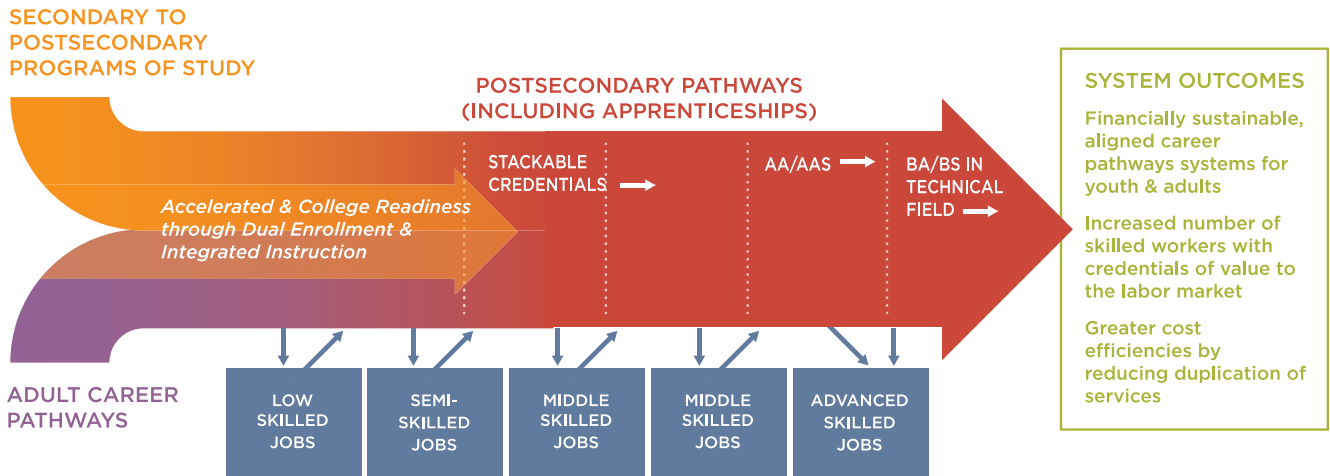 SECONDARY TO
POSTSECONDARY
PROGRAMS OF STUDY
POSTSECONDARY PATHWAYS
(INCLUDING APPRENTICESHIPS)
STACKABLE
CREDENTIALS
AA/AAS
BA/BS IN
TECHNICAL
FIELD
Accelerated & College Readiness
through Dual Enrollment &
Integrated Instruction
ADULT CAREER
PATHWAYS
LOW
SKILLED
JOBS
SEMI-
SKILLED
JOBS
MIDDLE
SKILLED
JOBS
MIDDLE
SKILLED
JOBS
ADVANCED
SKILLED
JOBS
SYSTEM OUTCOMES
Financially sustainable,
aligned career
pathways systems for
youth & adults
Increased number of
skilled workers with
credentials of value to
the labor market
Greater cost
efficiencies by
reducing duplication of
services